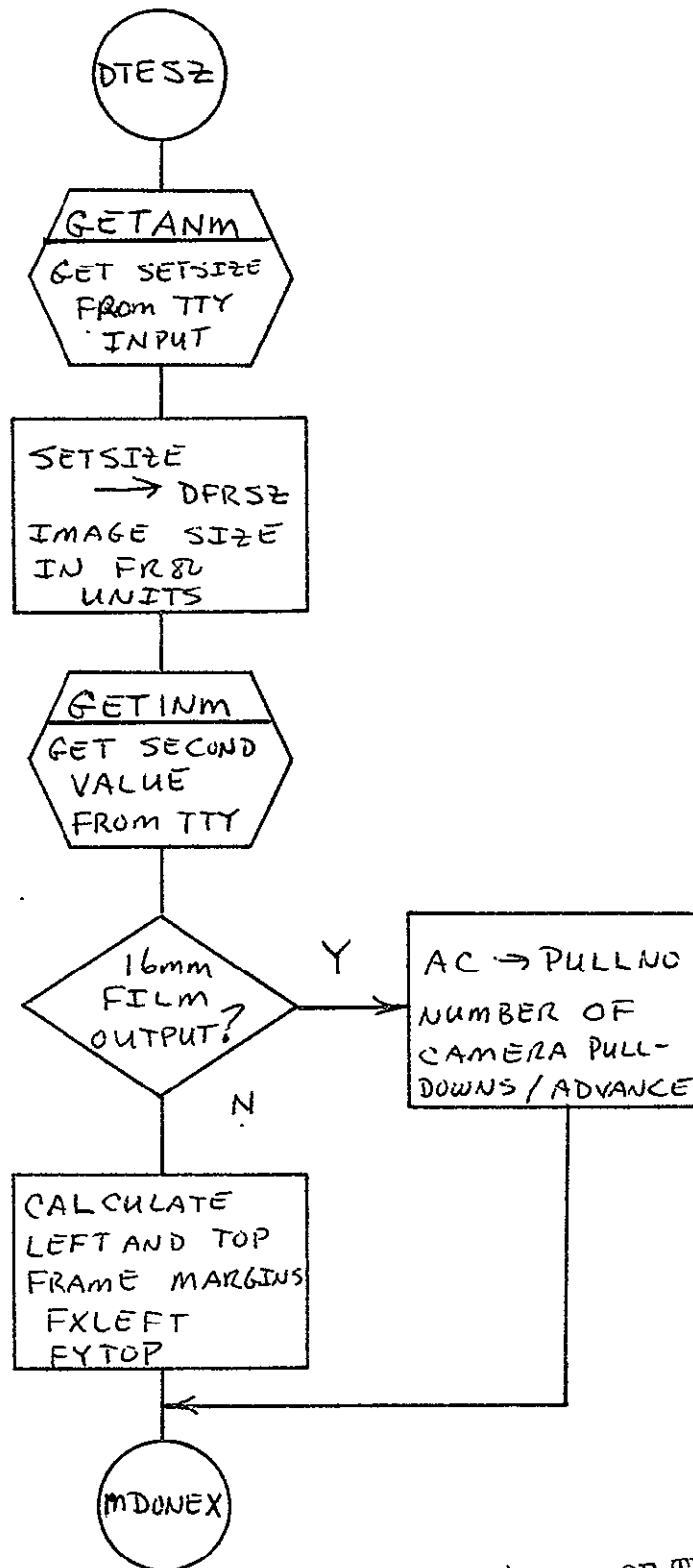 DTESZ
GETANM
GET SETSIZE
FROM TTY
INPUT
SETSIZE
→ DFRSZ
IMAGE SIZE
IN FR80
UNITS
GETINM
GET SECOND
VALUE
FROM TTY
16mm
FILM
OUTPUT?
Y
AC → PULLNO
NUMBER OF
CAMERA PULL-
DOWNS / ADVANCE
N
CALCULATE
LEFT AND TOP
FRAME MARGINS
FXLEFT
FYTOP
MDONEX